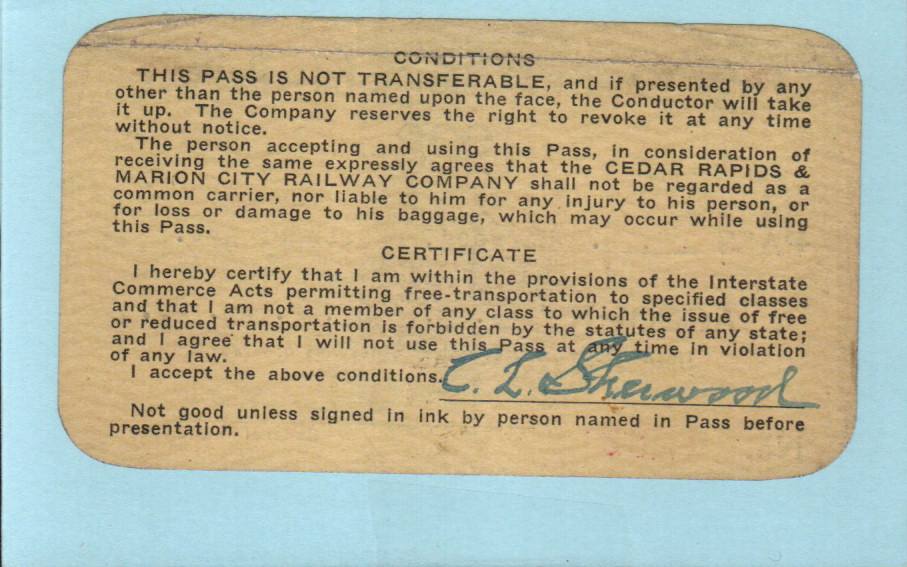 CONDITIONS
THIS PASS IS NOT TRANSFERABLE, and if presented by any
other than the person named upon the face, the Conductor will take
it up. The Company reserves the right to revoke it at any time
without notice.
The person accepting and using this Pass, in consideration of
receiving the same expressly agrees that the CEDAR RAPIDS &
MARION CITY RAILWAY COMPANY shall not be regarded as a
common carrier, nor liable to him for any injury to his person, or
for loss or damage to his baggage, which may occur while using
this Pass.
CERTIFICATE
I hereby certify that I am within the provisions of the Interstate
Commerce Acts permitting free-transportation to specified classes
and that I am not a member of any class to which the issue of free
or reduced transportation is forbidden by the statutes of any state;
and I agree that I will not use this Pass at any time in violation
of any law.
I accept the above conditions. C. L. Sherwood
Not good unless signed in ink by person named in Pass before
presentation.